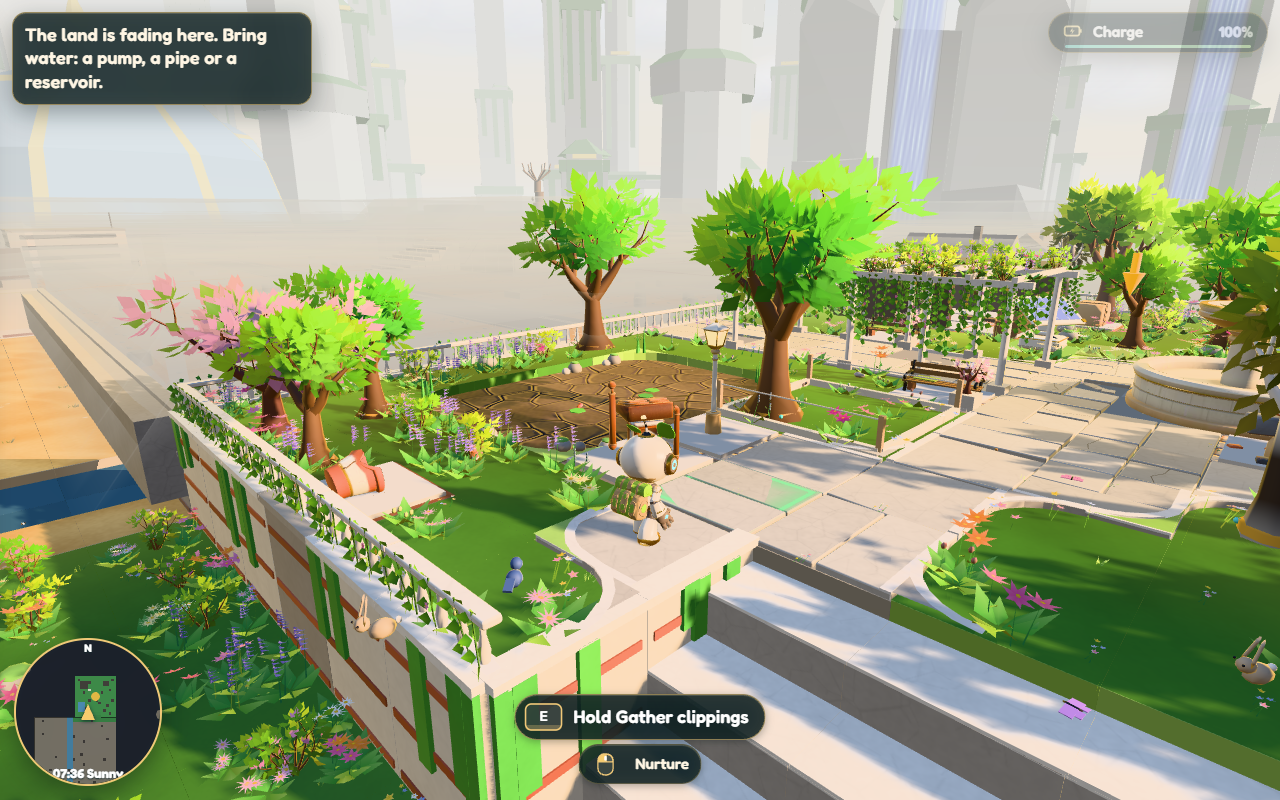 The land is fading here. Bring
water: a pump, a pipe or a
reservoir.
Charge 100%
N
07:36 Sunny
E Hold Gather clippings
Nurture